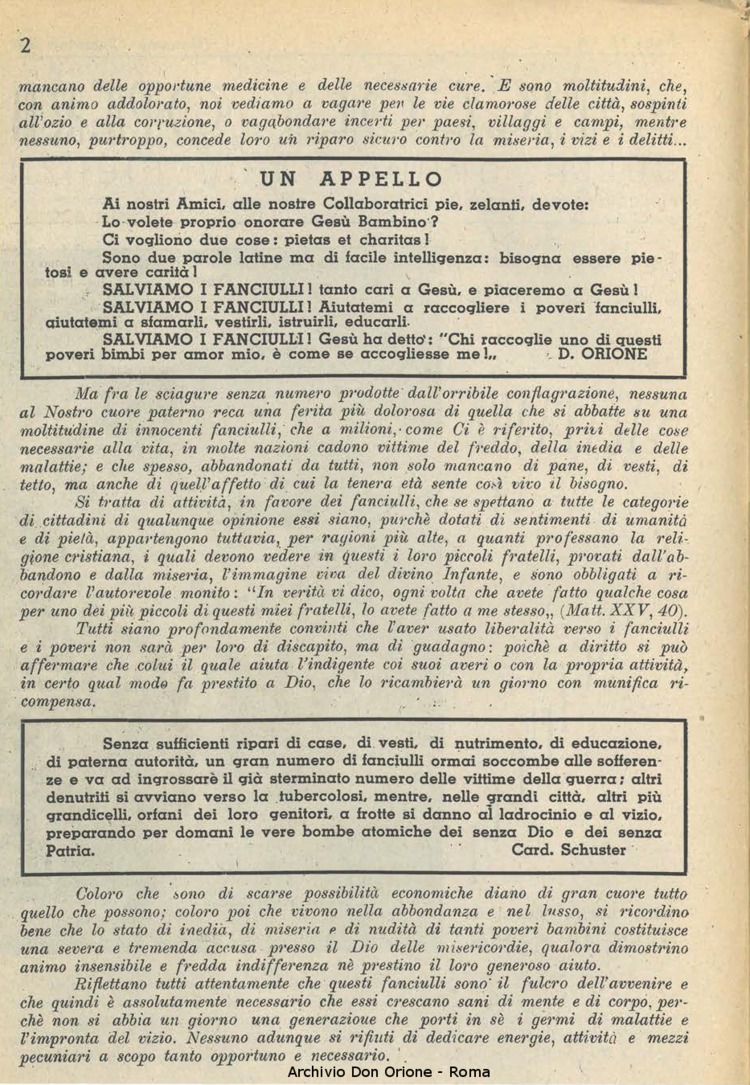 2
mancano delle opportune medicine e delle necessarie cure. E sono moltitudini, che,
con animo addolorato, noi vediamo a vagare per le vie clamorose delle città, sospinti
all'ozio e alla corruzione, o vagabondare incerti per paesi, villaggi e campi, mentre
nessuno, purtroppo, concede loro un riparo sicuro contro la miseria, i vizi e i delitti...
UN APPELLO
Ai nostri Amici, alle nostre Collaboratrici pie, zelanti, devote:
Lo volete proprio onorare Gesù Bambino?
Ci vogliono due cose: pietas et charitas!
Sono due parole latine ma di facile intelligenza: bisogna essere pie-
tosi e avere carità!
SALVIAMO I FANCIULLI! tanto cari a Gesù, e piaceremo a Gesù!
SALVIAMO I FANCIULLI! Aiutatemi a raccogliere i poveri fanciulli,
aiutatemi a sfamarli, vestirli, istruirli, educarli.
SALVIAMO I FANCIULLI! Gesù ha detto: "Chi raccoglie uno di questi
poveri bimbi per amor mio, è come se accogliesse me!„ D. ORIONE
Ma fra le sciagure senza numero prodotte dall'orribile conflagrazione, nessuna
al Nostro cuore paterno reca una ferita più dolorosa di quella che si abbatte su una
moltitudine di innocenti fanciulli, che a milioni, come Ci è riferito, privi delle cose
necessarie alla vita, in molte nazioni cadono vittime del freddo, della inedia e delle
malattie; e che spesso, abbandonati da tutti, non solo mancano di pane, di vesti, di
tetto, ma anche di quell'affetto di cui la tenera età sente così vivo il bisogno.
Si tratta di attività, in favore dei fanciulli, che se spettano a tutte le categorie
di cittadini di qualunque opinione essi siano, purchè dotati di sentimenti di umanità
e di pietà, appartengono tuttavia, per ragioni più alte, a quanti professano la reli-
gione cristiana, i quali devono vedere in questi i loro piccoli fratelli, provati dall'ab-
bandono e dalla miseria, l'immagine viva del divino Infante, e sono obbligati a ri-
cordare l'autorevole monito: "In verità vi dico, ogni volta che avete fatto qualche cosa
per uno dei più piccoli di questi miei fratelli, lo avete fatto a me stesso„ (Matt. XXV, 40).
Tutti siano profondamente convinti che l'aver usato liberalità verso i fanciulli
e i poveri non sarà per loro di discapito, ma di guadagno: poichè a diritto si può
affermare che colui il quale aiuta l'indigente coi suoi averi o con la propria attività,
in certo qual modo fa prestito a Dio, che lo ricambierà un giorno con munifica ri-
compensa.
Senza sufficienti ripari di case, di vesti, di nutrimento, di educazione,
di paterna autorità, un gran numero di fanciulli ormai soccombe alle sofferen-
ze e va ad ingrossarè il già sterminato numero delle vittime della guerra; altri
denutriti si avviano verso la tubercolosi, mentre, nelle grandi città, altri più
grandicelli, orfani dei loro genitori, a frotte si danno al ladrocinio e al vizio,
preparando per domani le vere bombe atomiche dei senza Dio e dei senza
Patria. Card. Schuster
Coloro che sono di scarse possibilità economiche diano di gran cuore tutto
quello che possono; coloro poi che vivono nella abbondanza e nel lusso, si ricordino
bene che lo stato di inedia, di miseria e di nudità di tanti poveri bambini costituisce
una severa e tremenda accusa presso il Dio delle misericordie, qualora dimostrino
animo insensibile e fredda indifferenza nè prestino il loro generoso aiuto.
Riflettano tutti attentamente che questi fanciulli sono il fulcro dell'avvenire e
che quindi è assolutamente necessario che essi crescano sani di mente e di corpo, per-
chè non si abbia un giorno una generazione che porti in sè i germi di malattie e
l'impronta del vizio. Nessuno adunque si rifiuti di dedicare energie, attività e mezzi
pecuniari a scopo tanto opportuno e necessario.
Archivio Don Orione - Roma